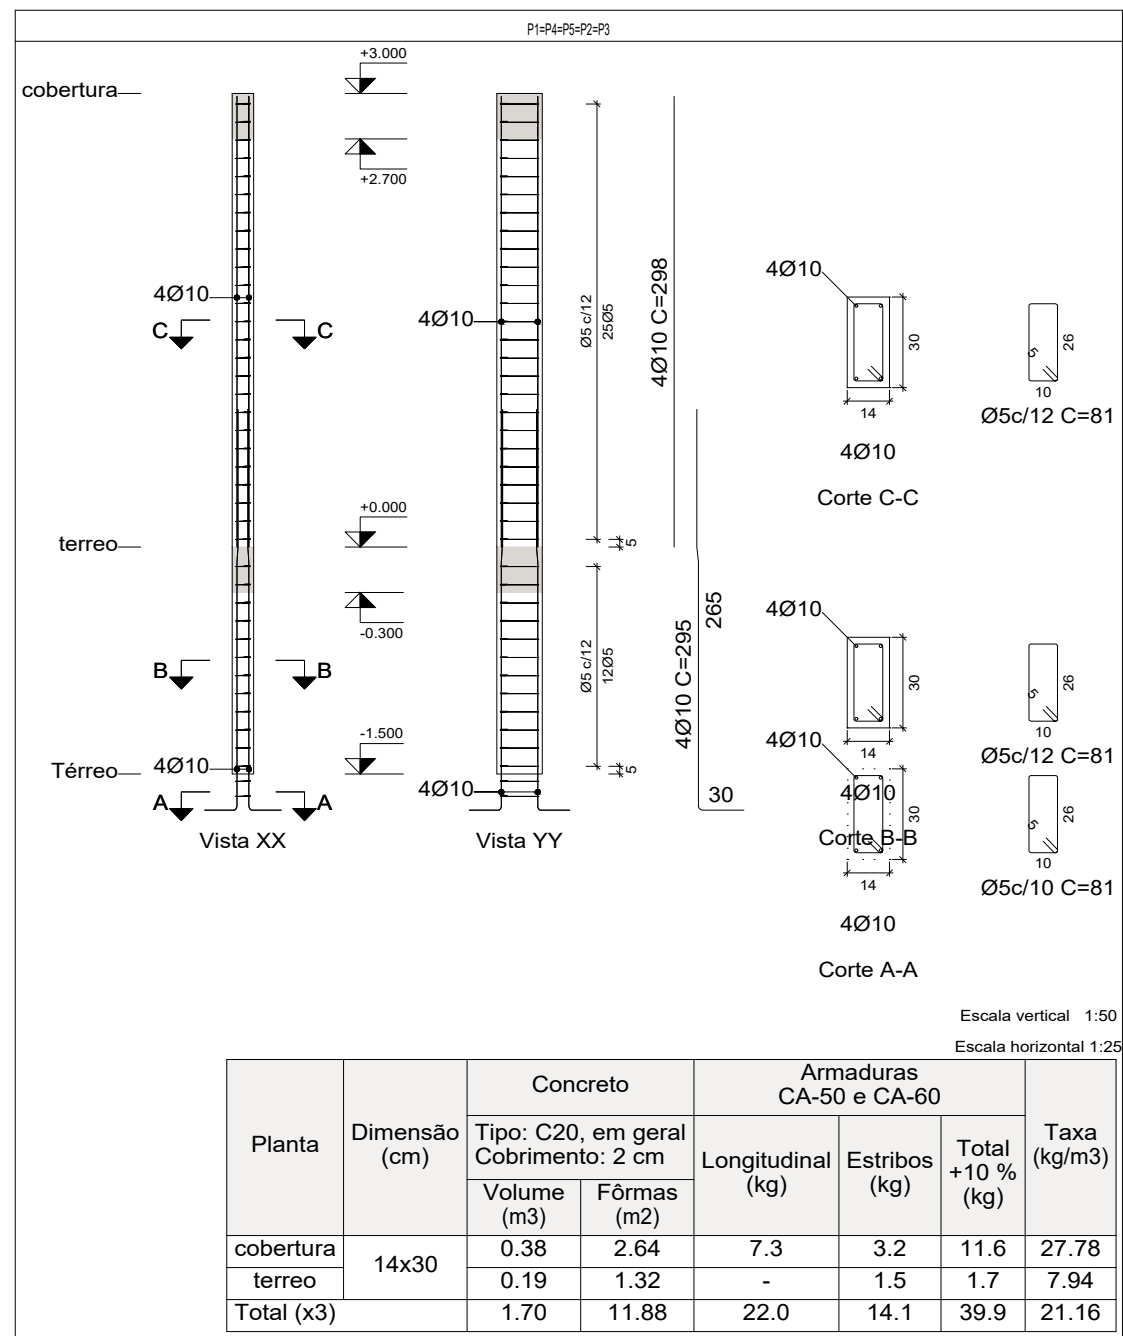 P1=P4=P5=P2=P3
+3.000
cobertura
+2.700
4Ø10
C C
4Ø10
Ø5 c/12
25Ø5
4Ø10 C=298
4Ø10
30
14
4Ø10
Corte C-C
5
26
10
Ø5c/12 C=81
+0.000
terreo
5
-0.300
B B
Ø5 c/12
12Ø5
4Ø10 C=295
265
4Ø10
30
14
4Ø10
Corte B-B
5
26
10
Ø5c/12 C=81
-1.500
Térreo
4Ø10
5
4Ø10
30
A A
Vista XX
Vista YY
4Ø10
30
14
4Ø10
Corte A-A
5
26
10
Ø5c/10 C=81
Escala vertical 1:50
Escala horizontal 1:25
Planta
Dimensão
(cm)
Concreto
Tipo: C20, em geral
Cobrimento: 2 cm
Volume
(m3)
Fôrmas
(m2)
Armaduras
CA-50 e CA-60
Longitudinal
(kg)
Estribos
(kg)
Total
+10 %
(kg)
Taxa
(kg/m3)
cobertura 14x30 0.38 2.64 7.3 3.2 11.6 27.78
terreo 0.19 1.32 - 1.5 1.7 7.94
Total (x3) 1.70 11.88 22.0 14.1 39.9 21.16